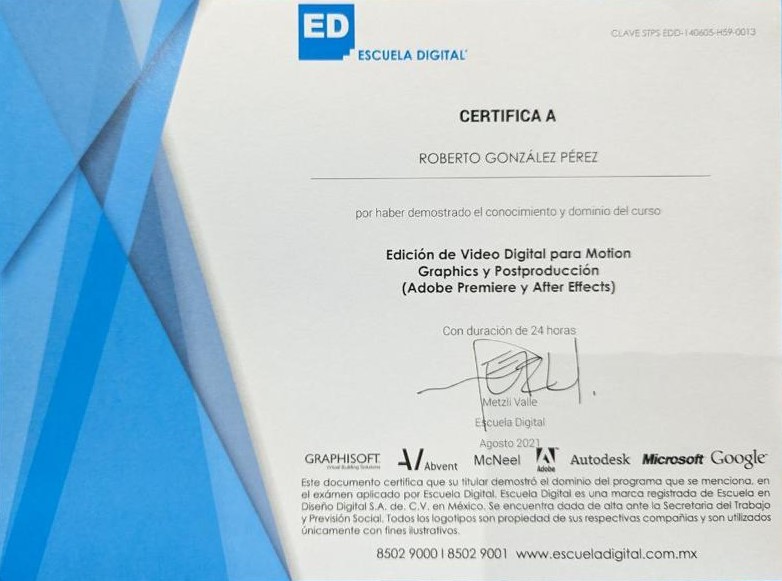 ED
ESCUELA DIGITAL
CLAVE STPS EDD-140605-H59-0013
CERTIFICA A
ROBERTO GONZÁLEZ PÉREZ
por haber demostrado el conocimiento y dominio del curso
Edición de Video Digital para Motion
Graphics y Postproducción
(Adobe Premiere y After Effects)
Con duración de 24 horas
Metzli Valle
Escuela Digital
Agosto 2021
GRAPHISOFT
Virtual Building Solutions
Abvent
McNeel
Adobe
Autodesk
Microsoft
Google
Este documento certifica que su titular demostró el dominio del programa que se menciona, en
el exámen aplicado por Escuela Digital. Escuela Digital es una marca registrada de Escuela en
Diseño Digital S.A. de C.V. en México. Se encuentra dada de alta ante la Secretaria del Trabajo
y Previsión Social. Todos los logotipos son propiedad de sus respectivas compañias y son utilizados
únicamente con fines ilustrativos.
8502 9000 | 8502 9001 www.escueladigital.com.mx